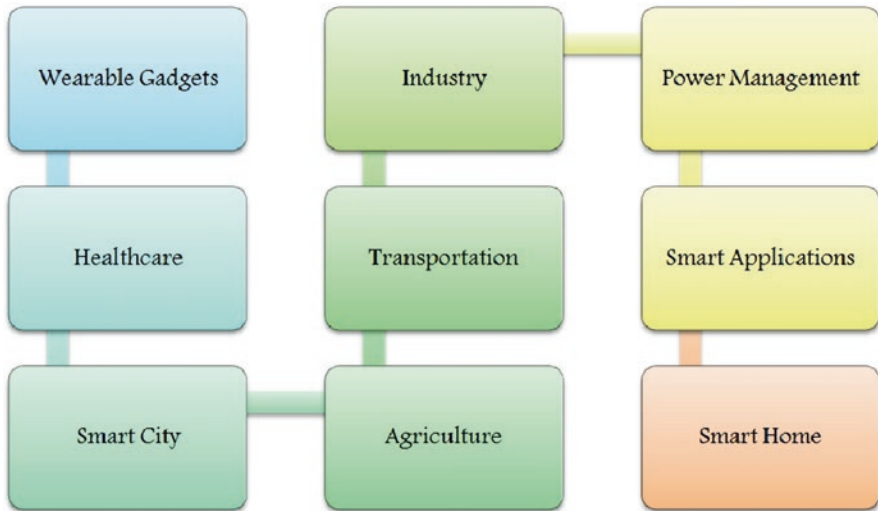 Wearable Gadgets
Healthcare
Smart City
Agriculture
Transportation
Industry
Power Management
Smart Applications
Smart Home